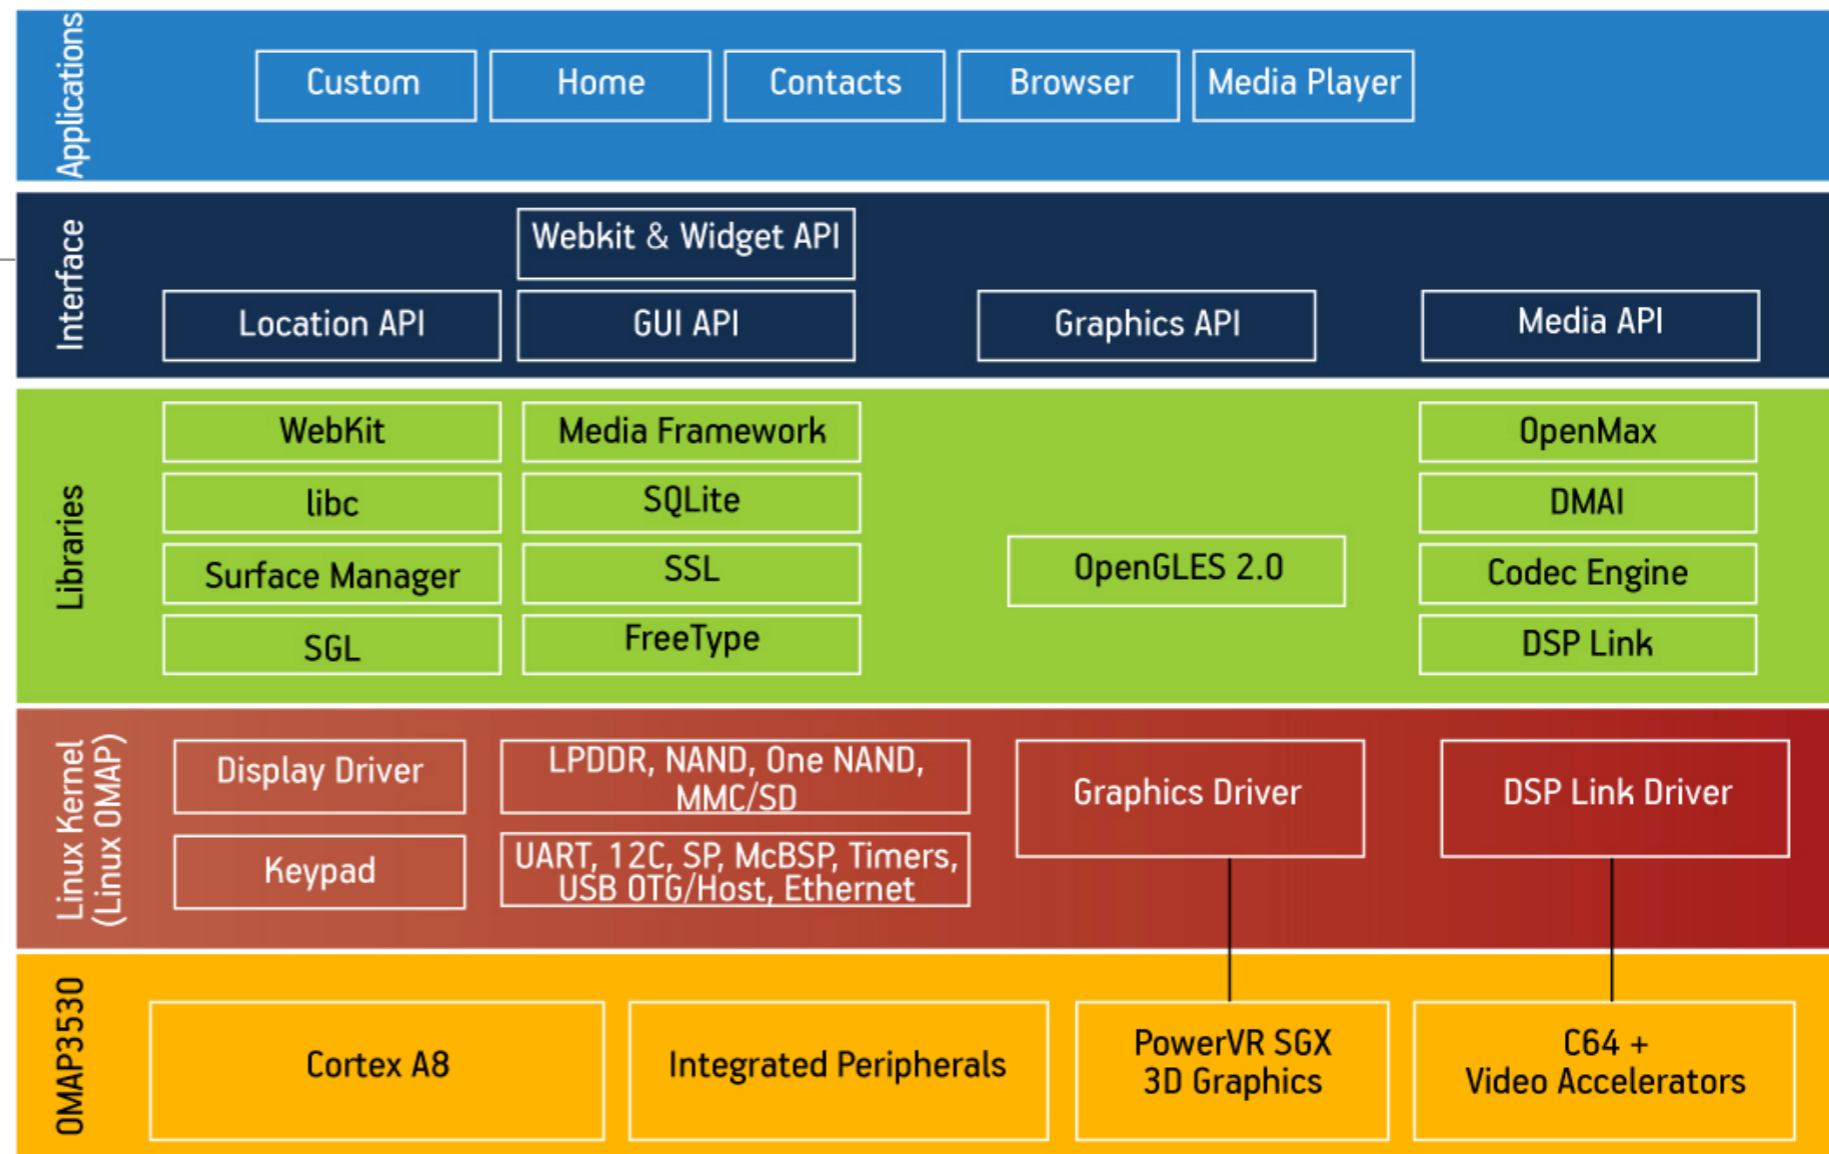 Applications
Custom
Home
Contacts
Browser
Media Player
Interface
Webkit & Widget API
Location API
GUI API
Graphics API
Media API
Libraries
WebKit
Media Framework
OpenMax
libc
SQLite
DMAI
Surface Manager
SSL
OpenGLES 2.0
Codec Engine
SGL
FreeType
DSP Link
Linux Kernel
(Linux OMAP)
Display Driver
LPDDR, NAND, One NAND,
MMC/SD
Graphics Driver
DSP Link Driver
Keypad
UART, 12C, SP, McBSP, Timers,
USB OTG/Host, Ethernet
OMAP3530
Cortex A8
Integrated Peripherals
PowerVR SGX
3D Graphics
C64 +
Video Accelerators